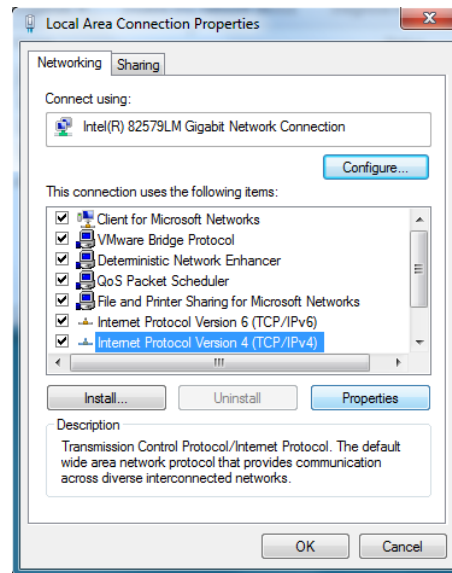 Local Area Connection Properties
Networking Sharing
Connect using:
Intel(R) 82579LM Gigabit Network Connection
Configure...
This connection uses the following items:
Client for Microsoft Networks
VMware Bridge Protocol
Deterministic Network Enhancer
QoS Packet Scheduler
File and Printer Sharing for Microsoft Networks
Internet Protocol Version 6 (TCP/IPv6)
Internet Protocol Version 4 (TCP/IPv4)
Install... Uninstall Properties
Description
Transmission Control Protocol/Internet Protocol. The default
wide area network protocol that provides communication
across diverse interconnected networks.
OK Cancel